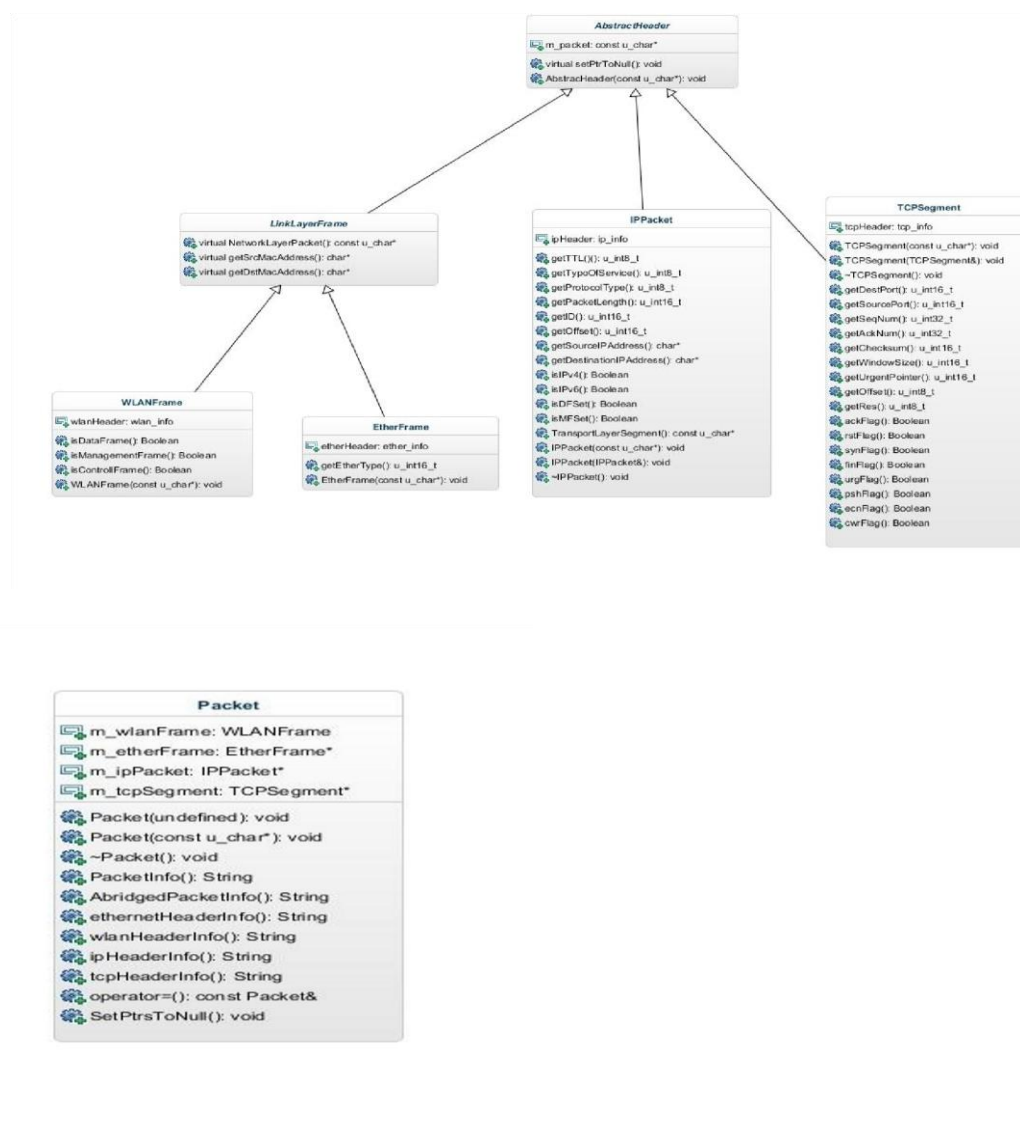 AbstractHeader
m_packet: const u_char*
virtual setPtrToNull(): void
AbstracHeader(const u_char*): void
LinkLayerFrame
virtual NetworkLayerPacket(): const u_char*
virtual getSrcMacAddress(): char*
virtual getDstMacAddress(): char*
IPPacket
ipHeader: ip_info
getTTL()(): u_int8_t
getTypeOfService(): u_int8_t
getProtocolType(): u_int8_t
getPacketLength(): u_int16_t
getID(): u_int16_t
getOffset(): u_int16_t
getSourceIPAddress(): char*
getDestinationIPAddress(): char*
isIPv4(): Boolean
isIPv6(): Boolean
isDFSet(): Boolean
isMFSet(): Boolean
TransportLayerSegment(): const u_char*
IPPacket(const u_char*): void
IPPacket(IPPacket&): void
~IPPacket(): void
TCPSegment
tcpHeader: tcp_info
TCPSegment(const u_char*): void
TCPSegment(TCPSegment&): void
~TCPSegment(): void
getDestPort(): u_int16_t
getSourcePort(): u_int16_t
getSeqNum(): u_int32_t
getAckNum(): u_int32_t
getChecksum(): u_int16_t
getWindowSize(): u_int16_t
getUrgentPointer(): u_int16_t
getOffset(): u_int8_t
getRes(): u_int8_t
ackFlag(): Boolean
rstFlag(): Boolean
synFlag(): Boolean
finFlag(): Boolean
urgFlag(): Boolean
pshFlag(): Boolean
ecnFlag(): Boolean
cwrFlag(): Boolean
WLANFrame
wlanHeader: wlan_info
isDataFrame(): Boolean
isManagementFrame(): Boolean
isControllFrame(): Boolean
WLANFrame(const u_char*): void
EtherFrame
etherHeader: ether_info
getEtherType(): u_int16_t
EtherFrame(const u_char*): void
Packet
m_wlanFrame: WLANFrame
m_etherFrame: EtherFrame*
m_ipPacket: IPPacket*
m_tcpSegment: TCPSegment*
Packet(undefined): void
Packet(const u_char*): void
~Packet(): void
PacketInfo(): String
AbridgedPacketInfo(): String
ethernetHeaderInfo(): String
wlanHeaderInfo(): String
ipHeaderInfo(): String
tcpHeaderInfo(): String
operator=(): const Packet&
SetPtrsToNull(): void